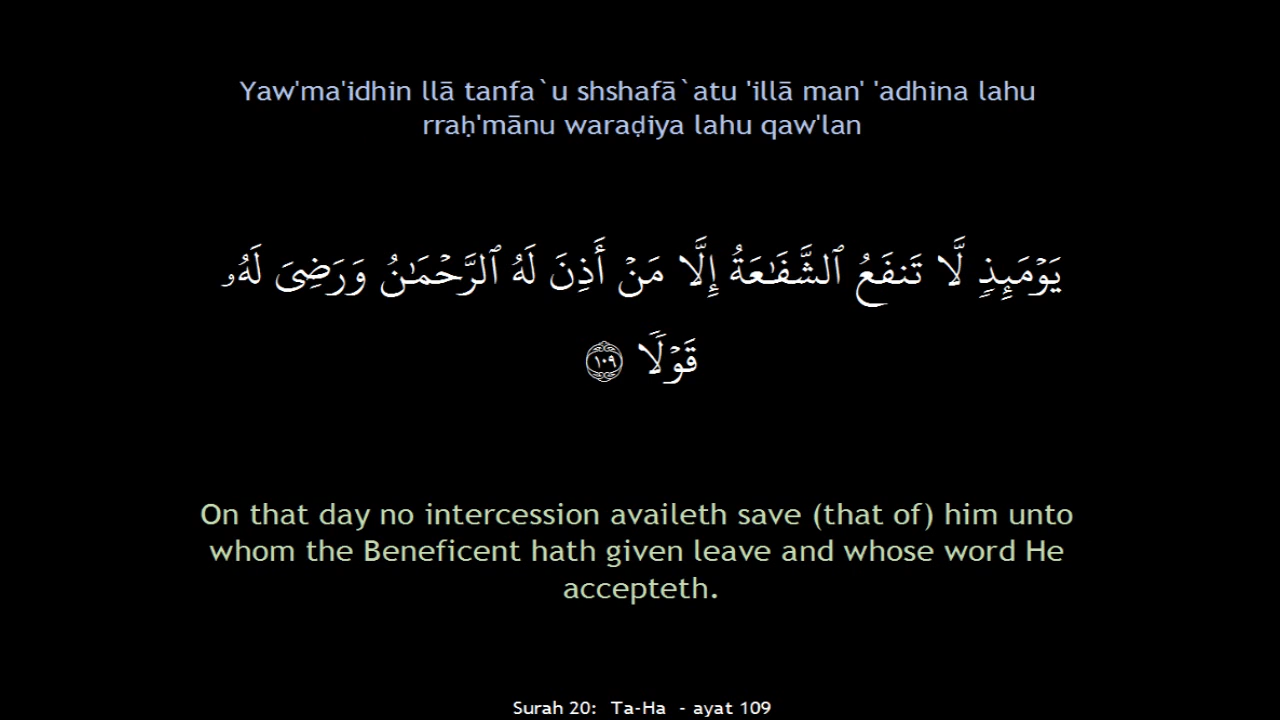 Yaw'ma'idhin llā tanfa`u shshafā`atu 'illā man' 'adhina lahu
rraḥ'mānu waraḍiya lahu qaw'lan
يَوْمَئِذٍ لَّا تَنفَعُ ٱلشَّفَـٰعَةُ إِلَّا مَنْ أَذِنَ لَهُ ٱلرَّحْمَـٰنُ وَرَضِىَ لَهُۥ
قَوْلًا ١٠٩
On that day no intercession availeth save (that of) him unto
whom the Beneficent hath given leave and whose word He
accepteth.
Surah 20: Ta-Ha - ayat 109